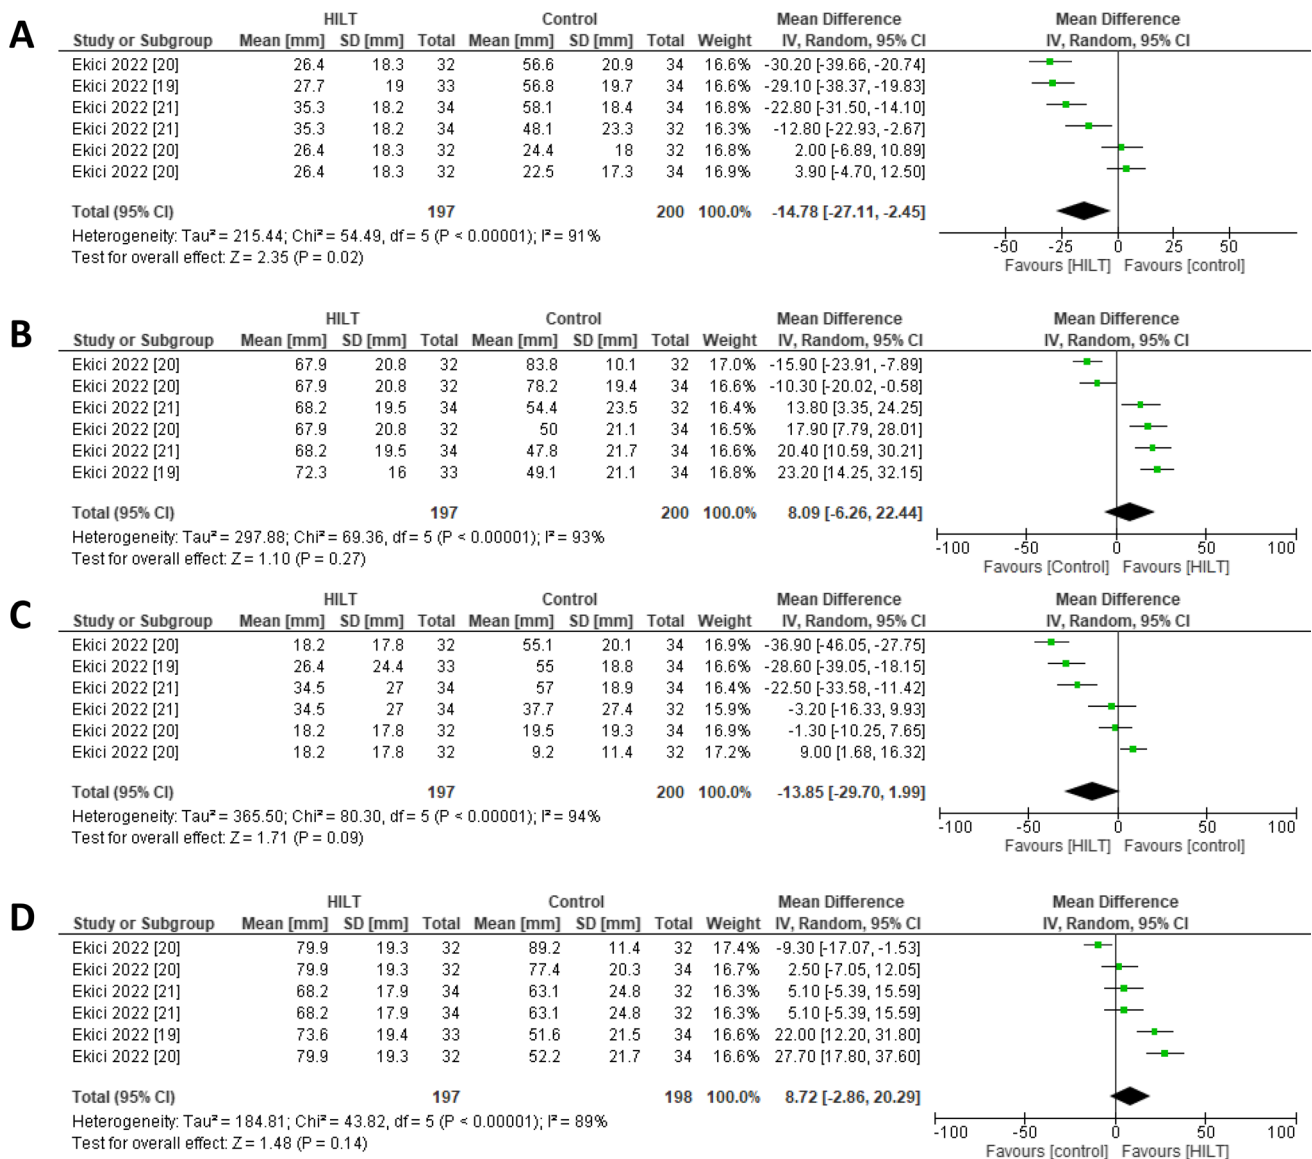 A
HILT Control Mean Difference Mean Difference
Study or Subgroup Mean [mm] SD [mm] Total Mean [mm] SD [mm] Total Weight IV, Random, 95% CI IV, Random, 95% CI
Ekici 2022 [20] 26.4 18.3 32 56.6 20.9 34 16.6% -30.20 [-39.66, -20.74]
Ekici 2022 [19] 27.7 19 33 56.8 19.7 34 16.6% -29.10 [-38.37, -19.83]
Ekici 2022 [21] 35.3 18.2 34 58.1 18.4 34 16.8% -22.80 [-31.50, -14.10]
Ekici 2022 [21] 35.3 18.2 34 48.1 23.3 32 16.3% -12.80 [-22.93, -2.67]
Ekici 2022 [20] 26.4 18.3 32 24.4 18 32 16.8% 2.00 [-6.89, 10.89]
Ekici 2022 [20] 26.4 18.3 32 22.5 17.3 34 16.9% 3.90 [-4.70, 12.50]
Total (95% CI) 197 200 100.0% -14.78 [-27.11, -2.45]
Heterogeneity: Tau² = 215.44; Chi² = 54.49, df = 5 (P < 0.00001); I² = 91%
Test for overall effect: Z = 2.35 (P = 0.02)
-50 -25 0 25 50
Favours [HILT] Favours [control]
B
HILT Control Mean Difference Mean Difference
Study or Subgroup Mean [mm] SD [mm] Total Mean [mm] SD [mm] Total Weight IV, Random, 95% CI IV, Random, 95% CI
Ekici 2022 [20] 67.9 20.8 32 83.8 10.1 32 17.0% -15.90 [-23.91, -7.89]
Ekici 2022 [20] 67.9 20.8 32 78.2 19.4 34 16.6% -10.30 [-20.02, -0.58]
Ekici 2022 [21] 68.2 19.5 34 54.4 23.5 32 16.4% 13.80 [3.35, 24.25]
Ekici 2022 [20] 67.9 20.8 32 50 21.1 34 16.5% 17.90 [7.79, 28.01]
Ekici 2022 [21] 68.2 19.5 34 47.8 21.7 34 16.6% 20.40 [10.59, 30.21]
Ekici 2022 [19] 72.3 16 33 49.1 21.1 34 16.8% 23.20 [14.25, 32.15]
Total (95% CI) 197 200 100.0% 8.09 [-6.26, 22.44]
Heterogeneity: Tau² = 297.88; Chi² = 69.36, df = 5 (P < 0.00001); I² = 93%
Test for overall effect: Z = 1.10 (P = 0.27)
-100 -50 0 50 100
Favours [Control] Favours [HILT]
C
HILT Control Mean Difference Mean Difference
Study or Subgroup Mean [mm] SD [mm] Total Mean [mm] SD [mm] Total Weight IV, Random, 95% CI IV, Random, 95% CI
Ekici 2022 [20] 18.2 17.8 32 55.1 20.1 34 16.9% -36.90 [-46.05, -27.75]
Ekici 2022 [19] 26.4 24.4 33 55 18.8 34 16.6% -28.60 [-39.05, -18.15]
Ekici 2022 [21] 34.5 27 34 57 18.9 34 16.4% -22.50 [-33.58, -11.42]
Ekici 2022 [21] 34.5 27 34 37.7 27.4 32 15.9% -3.20 [-16.33, 9.93]
Ekici 2022 [20] 18.2 17.8 32 19.5 19.3 34 16.9% -1.30 [-10.25, 7.65]
Ekici 2022 [20] 18.2 17.8 32 9.2 11.4 32 17.2% 9.00 [1.68, 16.32]
Total (95% CI) 197 200 100.0% -13.85 [-29.70, 1.99]
Heterogeneity: Tau² = 365.50; Chi² = 80.30, df = 5 (P < 0.00001); I² = 94%
Test for overall effect: Z = 1.71 (P = 0.09)
-100 -50 0 50 100
Favours [HILT] Favours [control]
D
HILT Control Mean Difference Mean Difference
Study or Subgroup Mean [mm] SD [mm] Total Mean [mm] SD [mm] Total Weight IV, Random, 95% CI IV, Random, 95% CI
Ekici 2022 [20] 79.9 19.3 32 89.2 11.4 32 17.4% -9.30 [-17.07, -1.53]
Ekici 2022 [20] 79.9 19.3 32 77.4 20.3 34 16.7% 2.50 [-7.05, 12.05]
Ekici 2022 [21] 68.2 17.9 34 63.1 24.8 32 16.3% 5.10 [-5.39, 15.59]
Ekici 2022 [21] 68.2 17.9 34 63.1 24.8 32 16.3% 5.10 [-5.39, 15.59]
Ekici 2022 [19] 73.6 19.4 33 51.6 21.5 34 16.6% 22.00 [12.20, 31.80]
Ekici 2022 [20] 79.9 19.3 32 52.2 21.7 34 16.6% 27.70 [17.80, 37.60]
Total (95% CI) 197 198 100.0% 8.72 [-2.86, 20.29]
Heterogeneity: Tau² = 184.81; Chi² = 43.82, df = 5 (P < 0.00001); I² = 89%
Test for overall effect: Z = 1.48 (P = 0.14)
-100 -50 0 50 100
Favours [control] Favours [HILT]